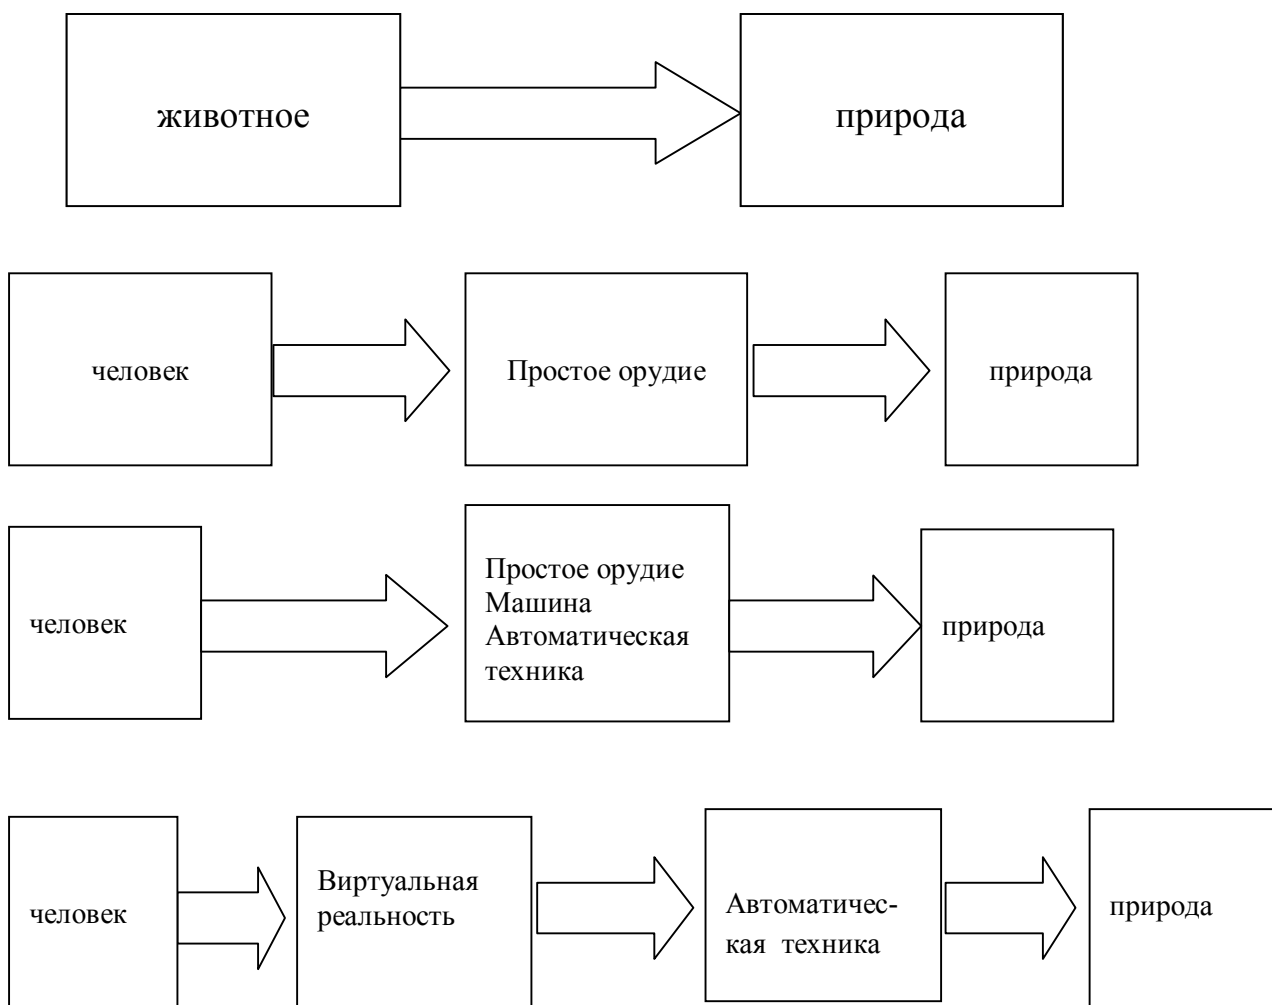 животное
природа
человек
Простое орудие
природа
человек
Простое орудие
Машина
Автоматическая
техника
природа
человек
Виртуальная
реальность
Автоматичес-
кая техника
природа